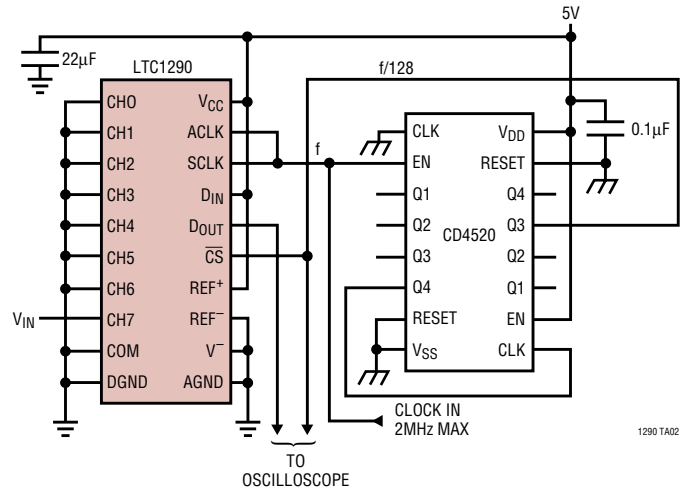 5V
22μF
f/128
LTC1290
CHO
CH1
CH2
CH3
CH4
CH5
CH6
CH7
COM
DGND
VCC
ACLK
SCLK
DIN
DOUT
CS
REF+
REF–
V–
AGND
VIN
f
CLK
EN
Q1
Q2
Q3
Q4
RESET
VSS
CD4520
VDD
RESET
Q4
Q3
Q2
Q1
EN
CLK
0.1μF
CLOCK IN
2MHz MAX
TO
OSCILLOSCOPE
1290 TA02